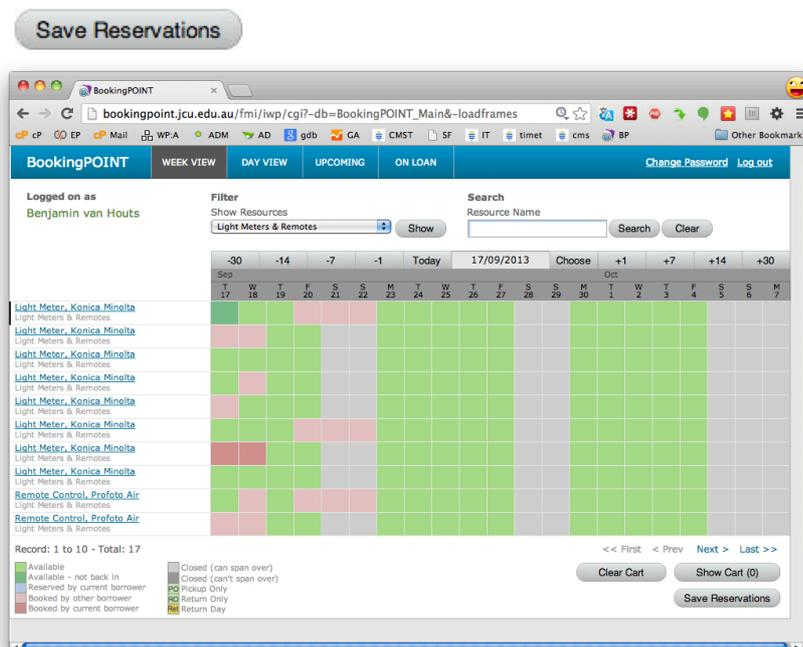 Save Reservations
BookingPOINT
bookingpoint.jcu.edu.au/fmi/iwp/cgi?-db=BookingPOINT_Main&-loadframes
cP cP EP cP Mail WP:A ADM AD gdb GA CMST SF IT timet cms BP Other Bookmark
BookingPOINT WEEK VIEW DAY VIEW UPCOMING ON LOAN Change Password Log out
Logged on as Filter Search
Benjamin van Houts Show Resources Resource Name
Light Meters & Remotes Show Search Clear
-30 -14 -7 -1 Today 17/09/2013 Choose +1 +7 +14 +30
Sep Oct
T W T F S S M T W T F S S M T W T F S S M
17 18 19 20 21 22 23 24 25 26 27 28 29 30 1 2 3 4 5 6 7
Light Meter, Konica Minolta
Light Meters & Remotes
Light Meter, Konica Minolta
Light Meters & Remotes
Light Meter, Konica Minolta
Light Meters & Remotes
Light Meter, Konica Minolta
Light Meters & Remotes
Light Meter, Konica Minolta
Light Meters & Remotes
Light Meter, Konica Minolta
Light Meters & Remotes
Light Meter, Konica Minolta
Light Meters & Remotes
Light Meter, Konica Minolta
Light Meters & Remotes
Remote Control, Profoto Air
Light Meters & Remotes
Remote Control, Profoto Air
Light Meters & Remotes
Record: 1 to 10 - Total: 17 << First < Prev Next > Last >>
Available Closed (can span over) Clear Cart Show Cart (0)
Available - not back in Closed (can't span over)
Reserved by current borrower PO Pickup Only
Booked by other borrower RO Return Only Save Reservations
Booked by current borrower Ret Return Day